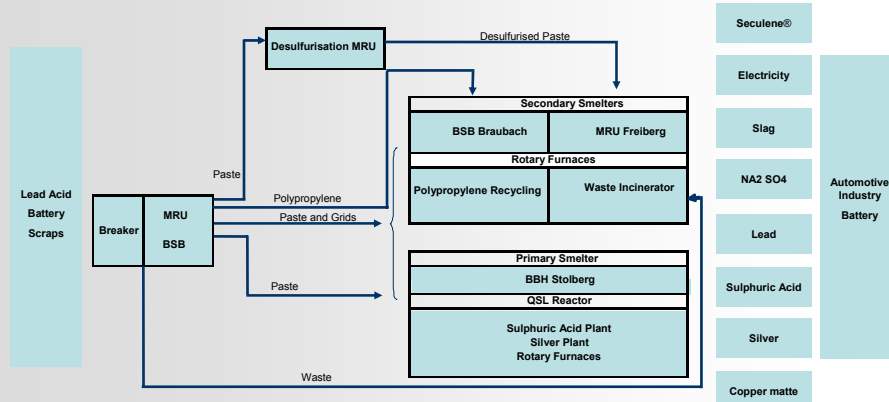 Seculene®
Desulfurisation MRU
Desulfurised Paste
Electricity
Secondary Smelters
BSB Braubach
MRU Freiberg
Slag
Rotary Furnaces
Paste
Polypropylene Recycling
Waste Incinerator
NA2 SO4
Lead Acid
Battery
Scraps
Polypropylene
Automotive
Industry
Battery
Breaker
MRU
BSB
Paste and Grids
Lead
Primary Smelter
BBH Stolberg
Sulphuric Acid
Paste
QSL Reactor
Sulphuric Acid Plant
Silver Plant
Rotary Furnaces
Silver
Waste
Copper matte